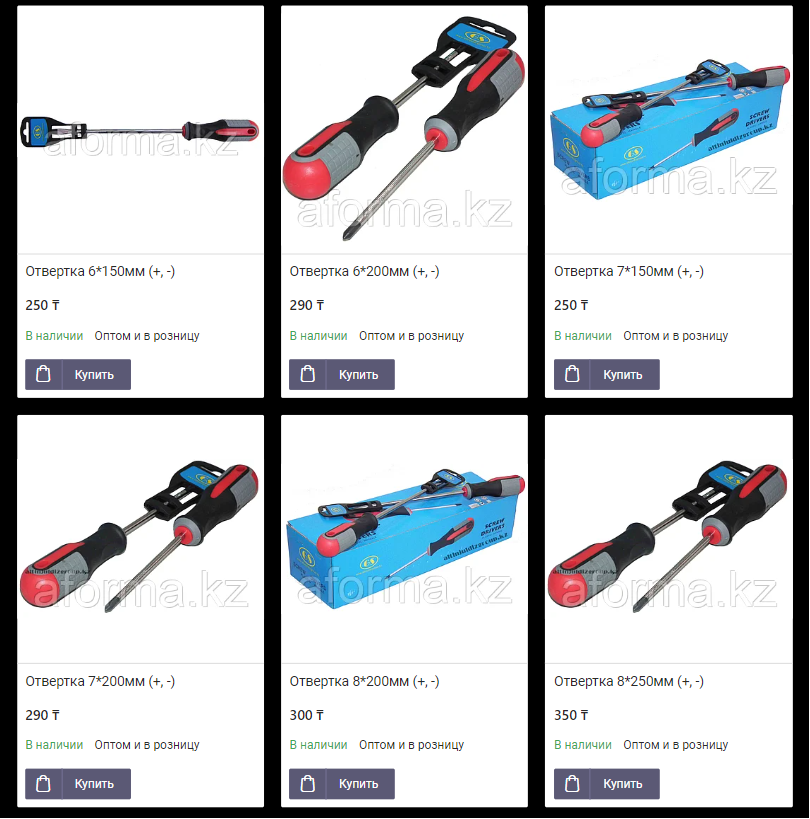 aforma.kz
aforma.kz
SCREW
DRIVERS
altinholdizer.com.kz
aforma.kz
Отвертка 6*150мм (+, -)
Отвертка 6*200мм (+, -)
Отвертка 7*150мм (+, -)
250 ₸
290 ₸
250 ₸
В наличии Оптом и в розницу
В наличии Оптом и в розницу
В наличии Оптом и в розницу
Купить
Купить
Купить
aforma.kz
SCREW
DRIVERS
aforma.kz
aforma.kz
Отвертка 7*200мм (+, -)
Отвертка 8*200мм (+, -)
Отвертка 8*250мм (+, -)
290 ₸
300 ₸
350 ₸
В наличии Оптом и в розницу
В наличии Оптом и в розницу
В наличии Оптом и в розницу
Купить
Купить
Купить